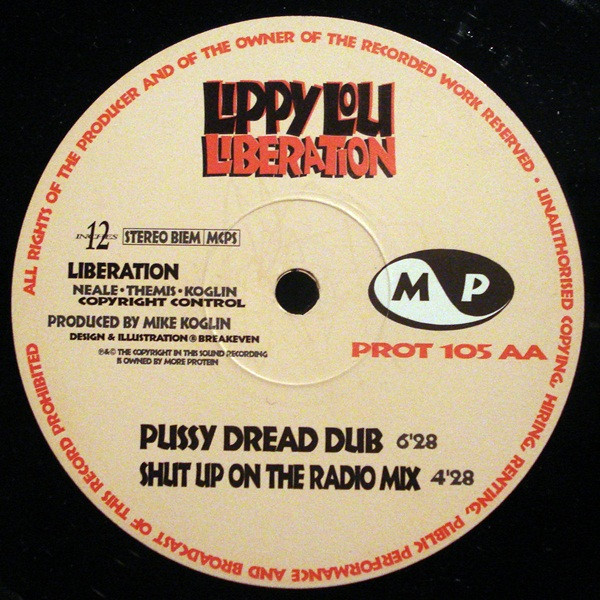 ALL RIGHTS OF THE PRODUCER AND OF THE OWNER OF THE RECORDED WORK RESERVED · UNAUTHORISED COPYING, HIRING, RENTING, PUBLIK PERFORMANCE AND BROADCAST OF THIS RECORD PROHIBITED
LIPPY LOU
LIBERATION
12 INCHES STEREO BIEM MCPS
LIBERATION
NEALE · THEMIS · KOGLIN
COPYRIGHT CONTROL
PRODUCED BY MIKE KOGLIN
DESIGN & ILLUSTRATION ® BREAKEVEN
℗&© THE COPYRIGHT IN THIS SOUND RECORDING
IS OWNED BY MORE PROTEIN
M P
PROT 105 AA
PUSSY DREAD DUB 6'28
SHUT UP ON THE RADIO MIX 4'28